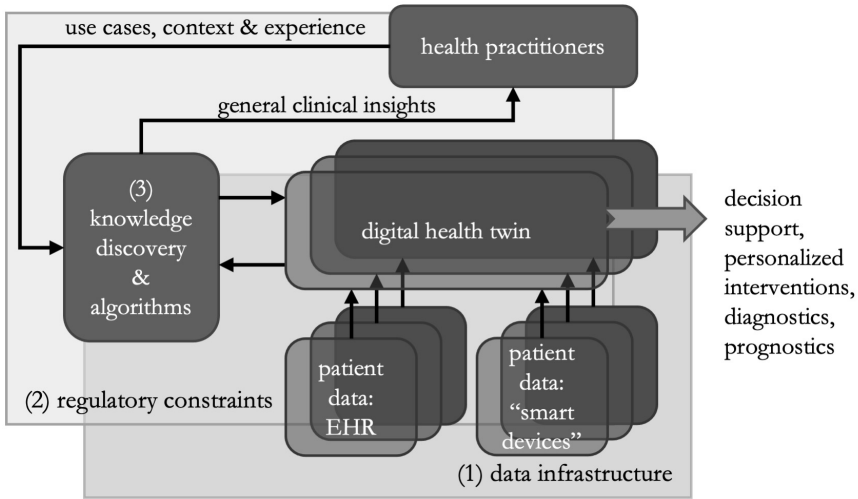 use cases, context & experience
health practitioners
general clinical insights
(3)
knowledge
discovery
&
algorithms
digital health twin
decision
support,
personalized
interventions,
diagnostics,
prognostics
patient
data:
EHR
patient
data:
“smart
devices”
(2) regulatory constraints
(1) data infrastructure